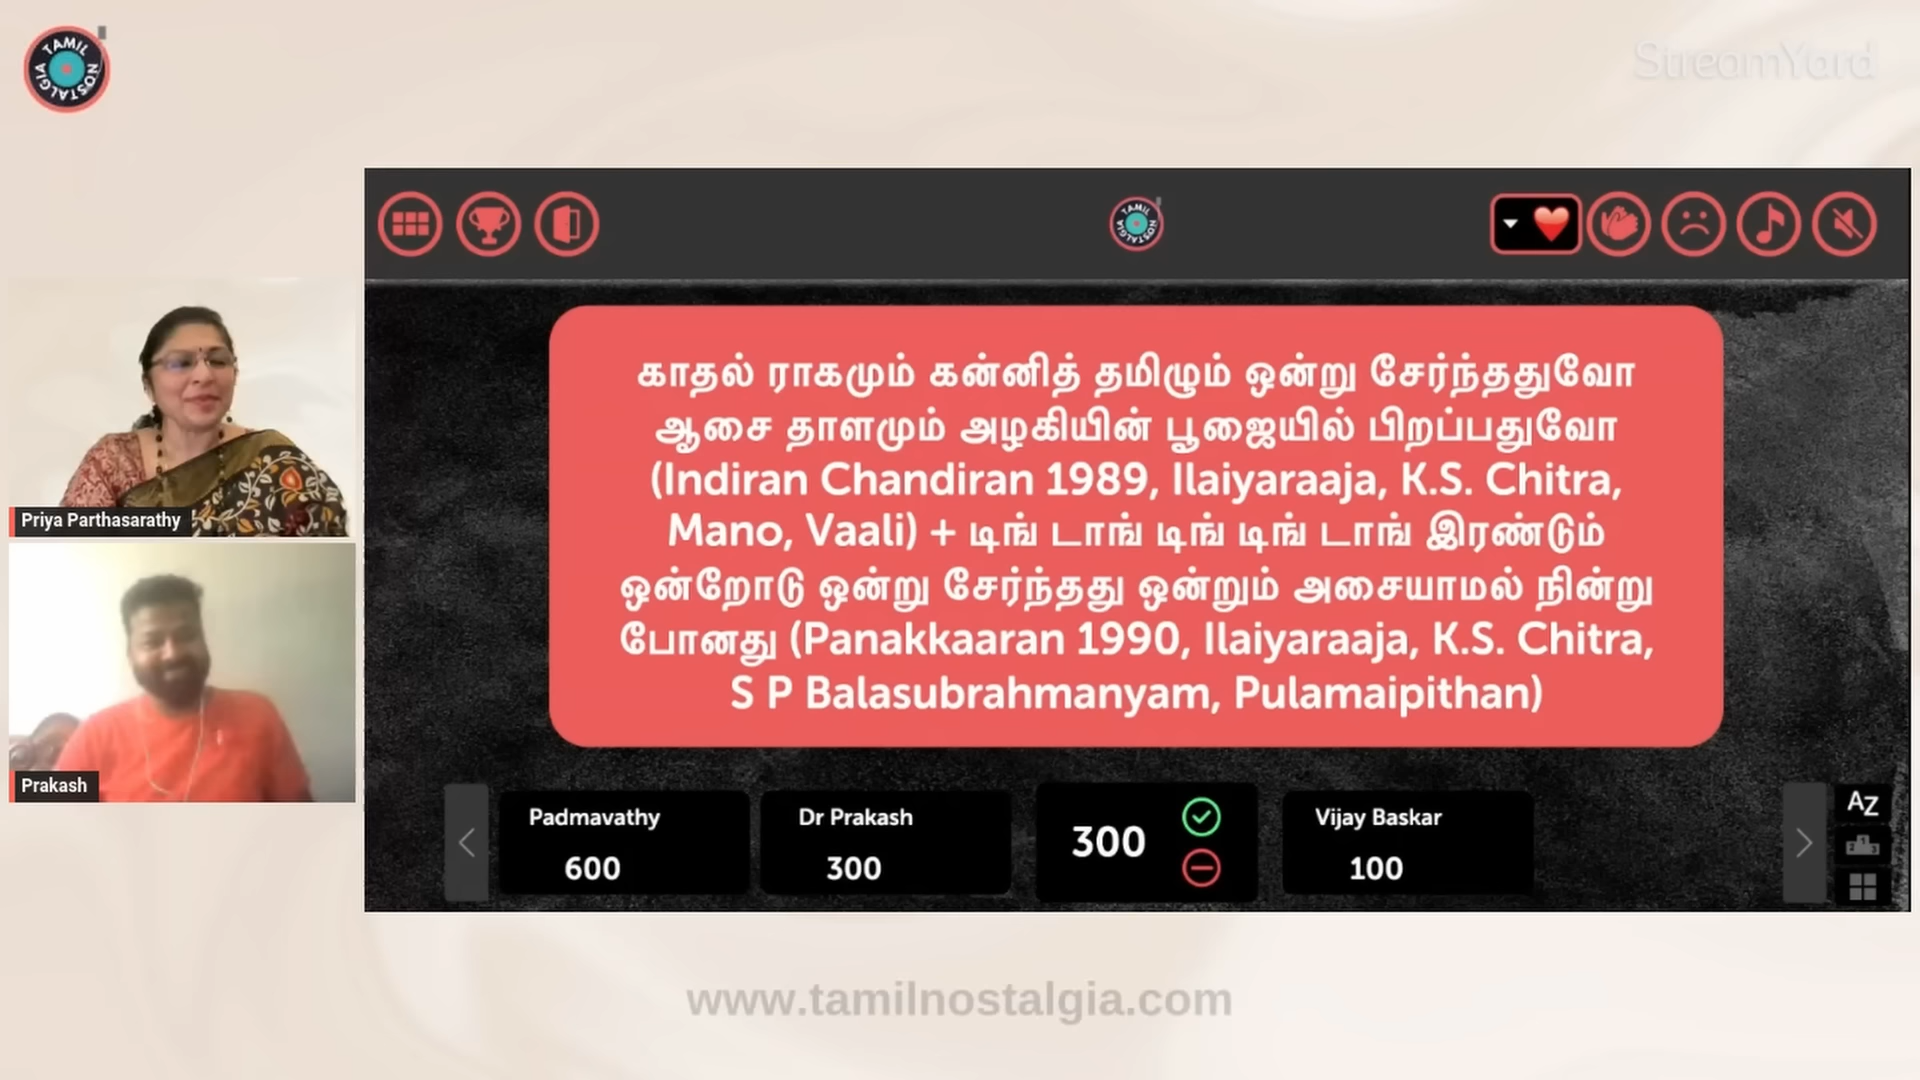 TAMIL NOSTALGIA
StreamYard
TAMIL NOSTALGIA
காதல் ராகமும் கன்னித் தமிழும் ஒன்று சேர்ந்ததுவோ
ஆசை தாளமும் அழகியின் பூஜையில் பிறப்பதுவோ
(Indiran Chandiran 1989, Ilaiyaraaja, K.S. Chitra,
Mano, Vaali) + டிங் டாங் டிங் டிங் டாங் இரண்டும்
ஒன்றோடு ஒன்று சேர்ந்தது ஒன்றும் அசையாமல் நின்று
போனது (Panakkaaran 1990, Ilaiyaraaja, K.S. Chitra,
S P Balasubrahmanyam, Pulamaipithan)
Priya Parthasarathy
Prakash
Padmavathy
600
Dr Prakash
300
300
Vijay Baskar
100
AZ
www.tamilnostalgia.com